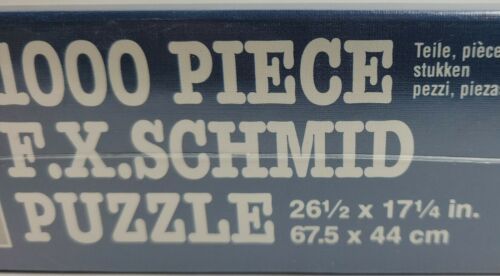 1000 PIECE
Teile, pièce
stukken
pezzi, pieza
F.X.SCHMID
PUZZLE
26½ x 17¼ in.
67.5 x 44 cm